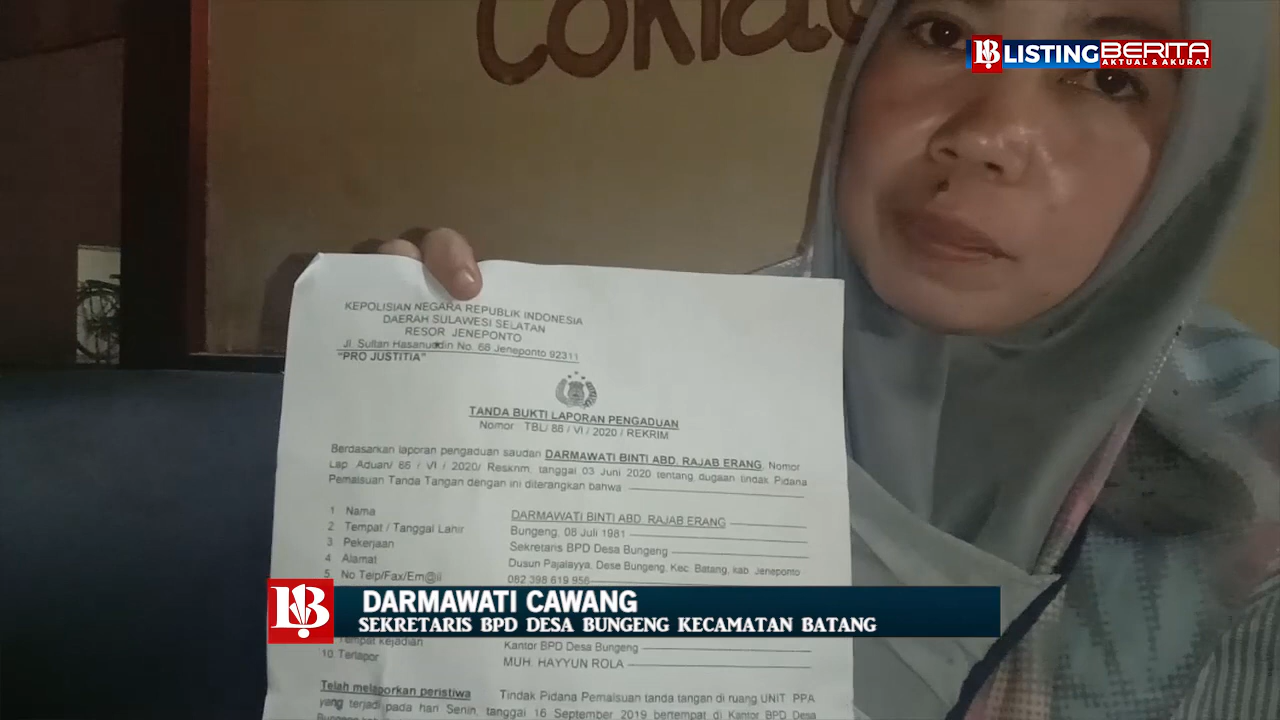 LISTING BERITA
AKTUAL & AKURAT
KEPOLISIAN NEGARA REPUBLIK INDONESIA
DAERAH SULAWESI SELATAN
RESOR JENEPONTO
Jl. Sultan Hasanuddin No. 68 Jeneponto 92311
"PRO JUSTITIA"
TANDA BUKTI LAPORAN PENGADUAN
Nomor TBL/ 86 / VI / 2020 / REKRIM
Berdasarkan laporan pengaduan saudari DARMAWATI BINTI ABD. RAJAB ERANG, Nomor
Lap Aduan/ 86 / VI / 2020/ Reskrim, tanggal 03 Juni 2020 tentang dugaan tindak Pidana
Pemalsuan Tanda Tangan dengan ini diterangkan bahwa
1 Nama DARMAWATI BINTI ABD. RAJAB ERANG
2 Tempat / Tanggal Lahir Bungeng, 08 Juli 1981
3 Pekerjaan Sekretaris BPD Desa Bungeng
4 Alamat Dusun Pajalayya, Desa Bungeng, Kec. Batang, kab. Jeneponto
5. No Telp/Fax/Em@il 082 398 619 956
DARMAWATI CAWANG
SEKRETARIS BPD DESA BUNGENG KECAMATAN BATANG
Tempat kejadian Kantor BPD Desa Bungeng
10 Terlapor MUH. HAYYUN ROLA
Telah melaporkan peristiwa Tindak Pidana Pemalsuan tanda tangan di ruang UNIT PPA
yang terjadi pada hari Senin, tanggal 16 September 2019 bertempat di Kantor BPD Desa